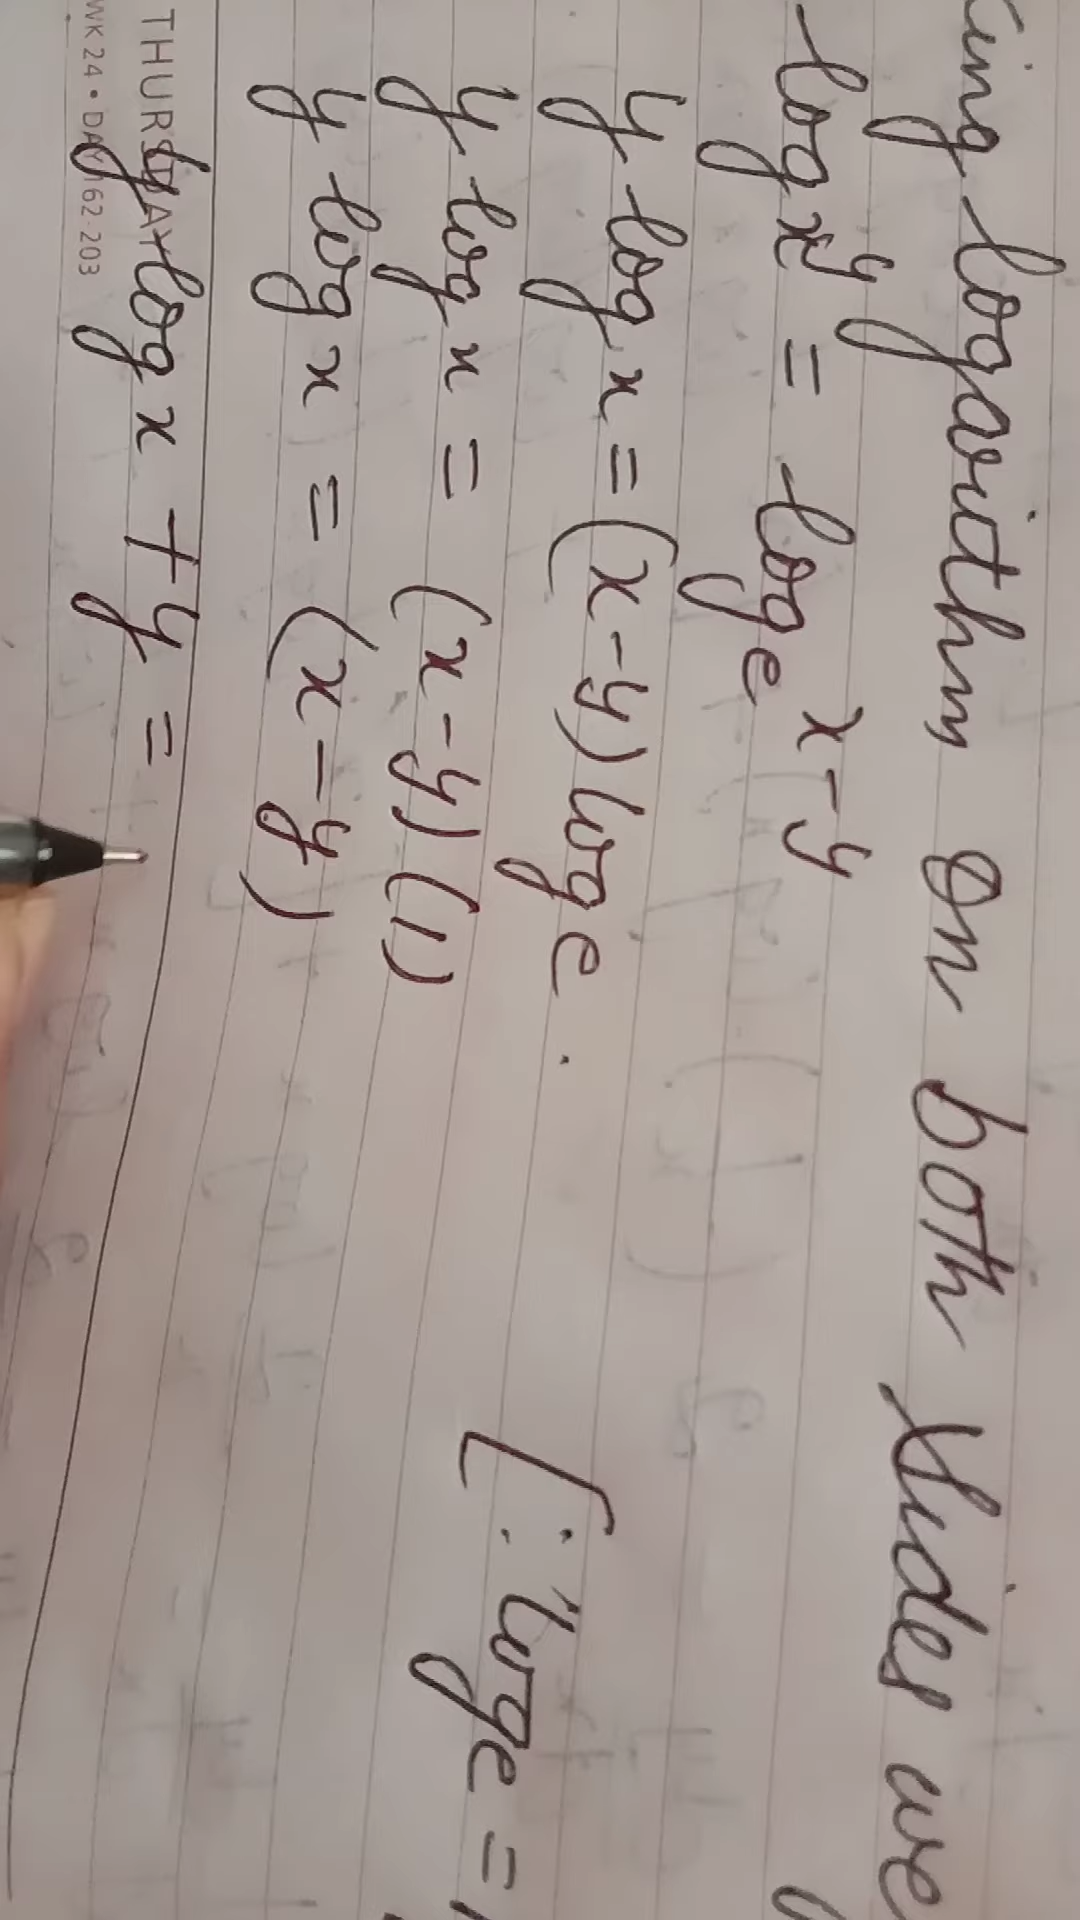 logarithm on both sides we
log x^y = log e^x-y
y log x = (x-y) log e.
y log x = (x-y) (1) [∵ log e =
y log x = (x-y)
THURSDAY
WK 24 • DAY 162-203
y log x + y =